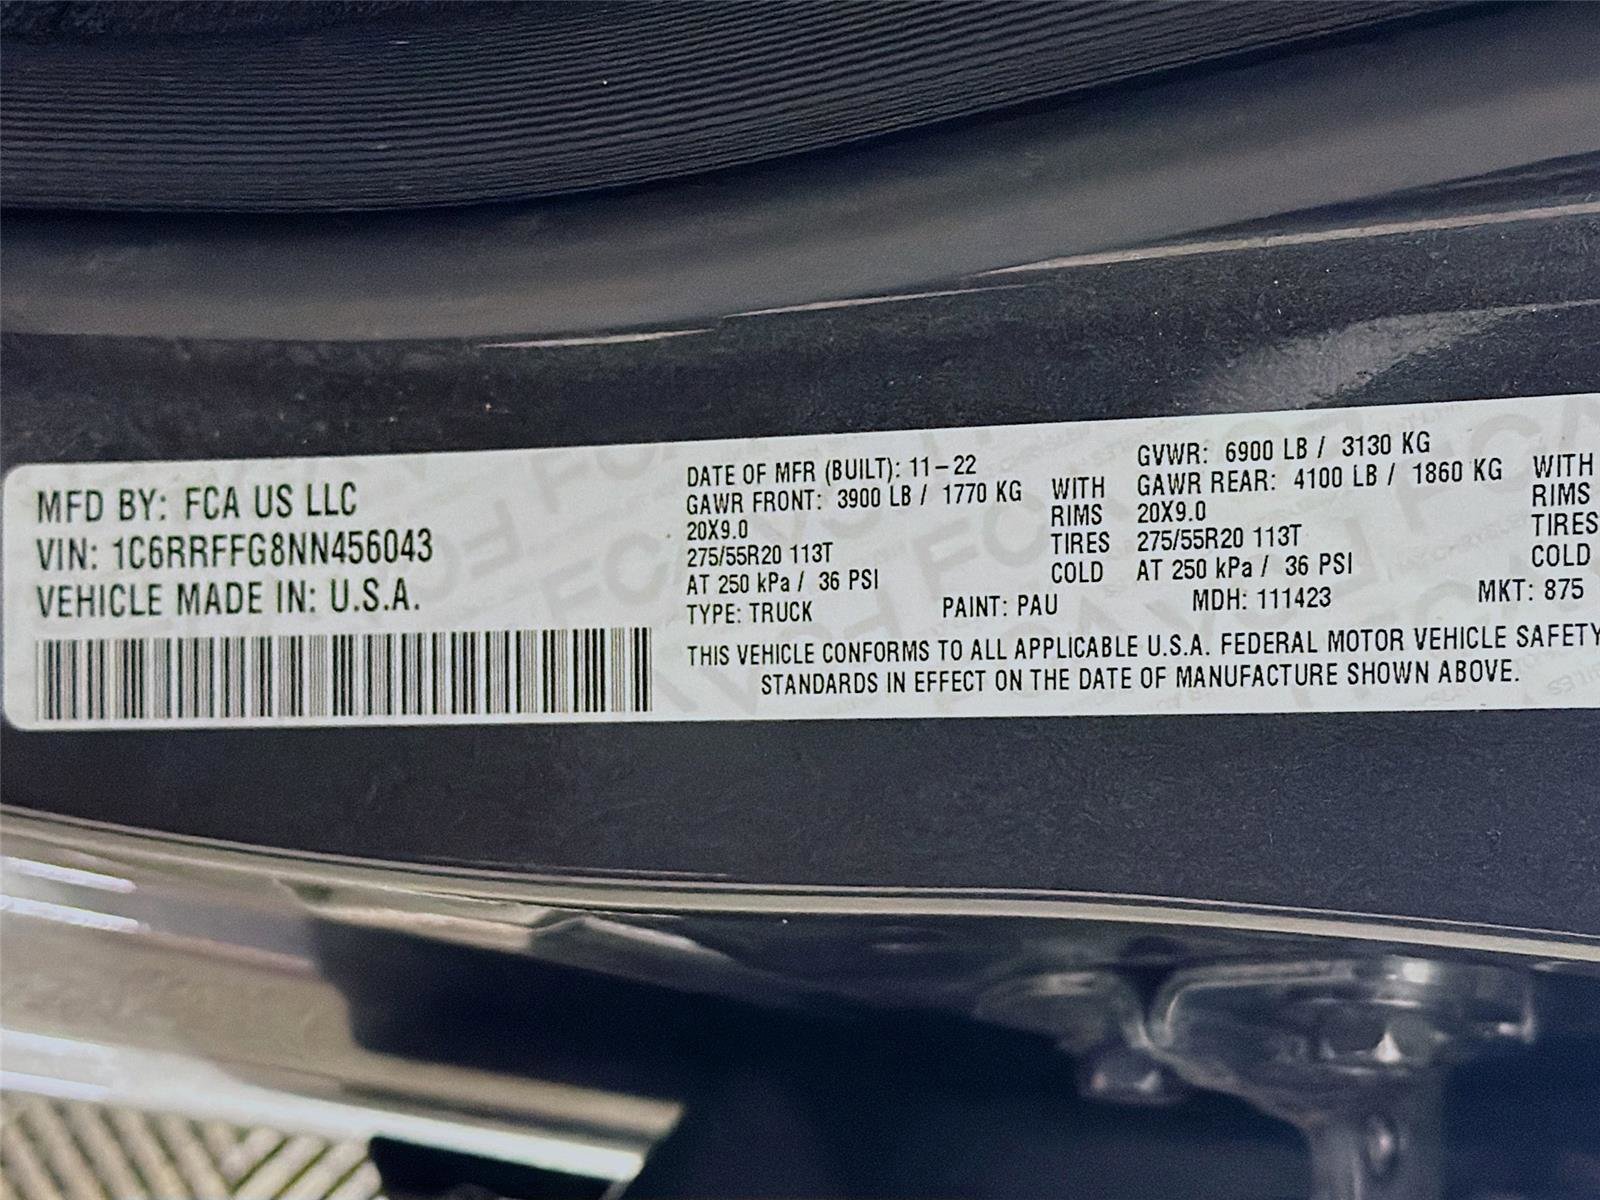 MFD BY: FCA US LLC
VIN: 1C6RRFFG8NN456043
VEHICLE MADE IN: U.S.A.
DATE OF MFR (BUILT): 11-22
GAWR FRONT: 3900 LB / 1770 KG
20X9.0
275/55R20 113T
AT 250 kPa / 36 PSI
WITH
RIMS
TIRES
COLD
GVWR: 6900 LB / 3130 KG
GAWR REAR: 4100 LB / 1860 KG
20X9.0
275/55R20 113T
AT 250 kPa / 36 PSI
WITH
RIMS
TIRES
COLD
TYPE: TRUCK PAINT: PAU MDH: 111423 MKT: 875
THIS VEHICLE CONFORMS TO ALL APPLICABLE U.S.A. FEDERAL MOTOR VEHICLE SAFETY
STANDARDS IN EFFECT ON THE DATE OF MANUFACTURE SHOWN ABOVE.